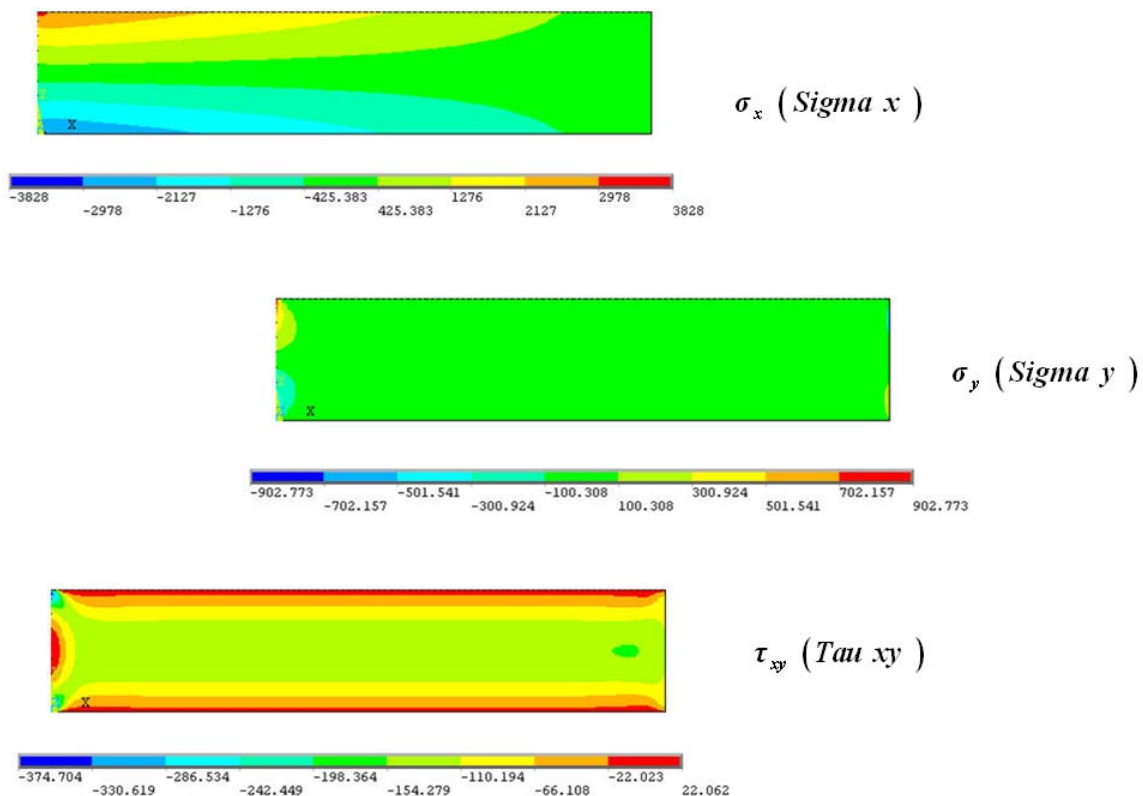 σx ( Sigma x )
X
-3828 -2127 -425.383 1276 2978
-2978 -1276 425.383 2127 3828
σy ( Sigma y )
X
-902.773 -501.541 -100.308 300.924 702.157
-702.157 -300.924 100.308 501.541 902.773
τxy ( Tau xy )
X
-374.704 -286.534 -198.364 -110.194 -22.023
-330.619 -242.449 -154.279 -66.108 22.062